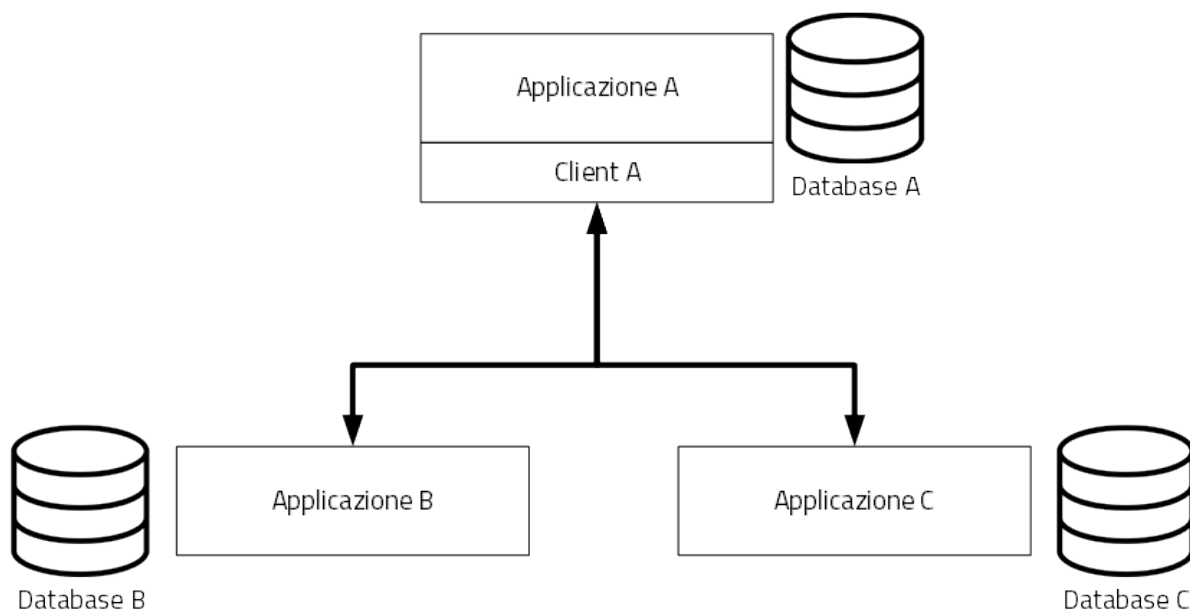 Applicazione A
Client A
Database A
Applicazione B
Applicazione C
Database B
Database C